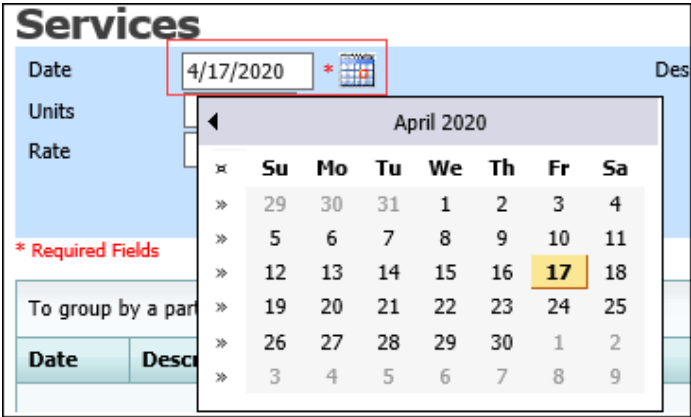 Services
Date 4/17/2020 * Des
Units
Rate
April 2020
¤ Su Mo Tu We Th Fr Sa
» 29 30 31 1 2 3 4
» 5 6 7 8 9 10 11
» 12 13 14 15 16 17 18
» 19 20 21 22 23 24 25
» 26 27 28 29 30 1 2
» 3 4 5 6 7 8 9
* Required Fields
To group by a part
Date Descr